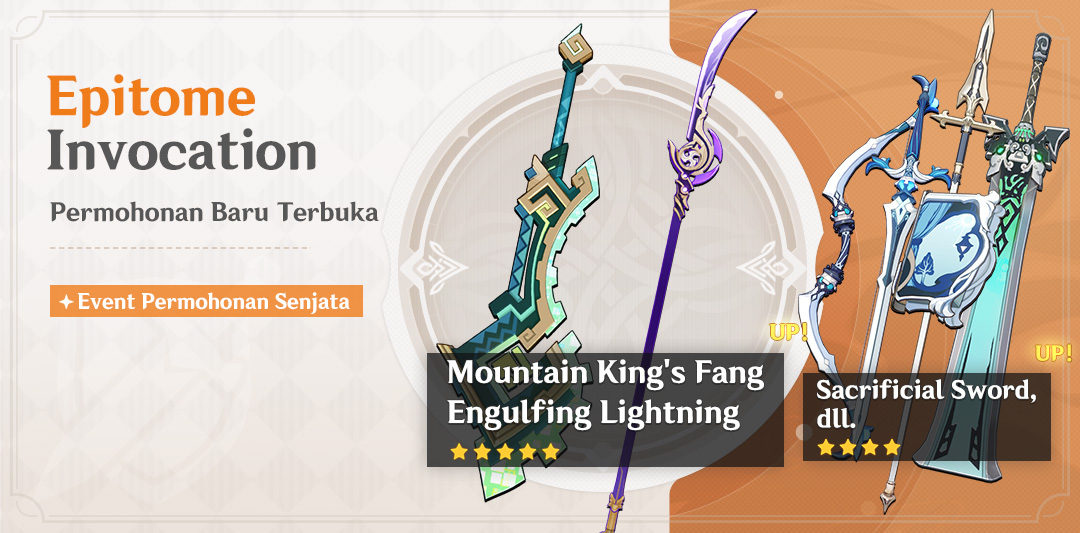 Epitome
Invocation
Permohonan Baru Terbuka
Event Permohonan Senjata
UP!
Mountain King's Fang
Engulfing Lightning
UP!
Sacrificial Sword,
dll.